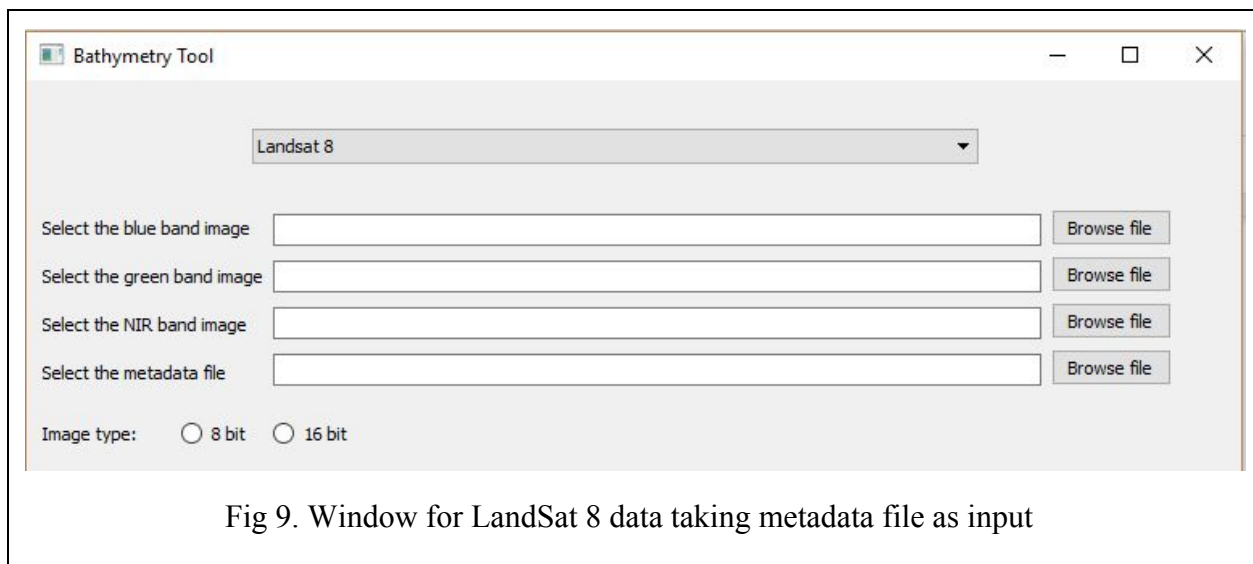 Bathymetry Tool
Landsat 8
Select the blue band image Browse file
Select the green band image Browse file
Select the NIR band image Browse file
Select the metadata file Browse file
Image type: 8 bit 16 bit
Fig 9. Window for LandSat 8 data taking metadata file as input